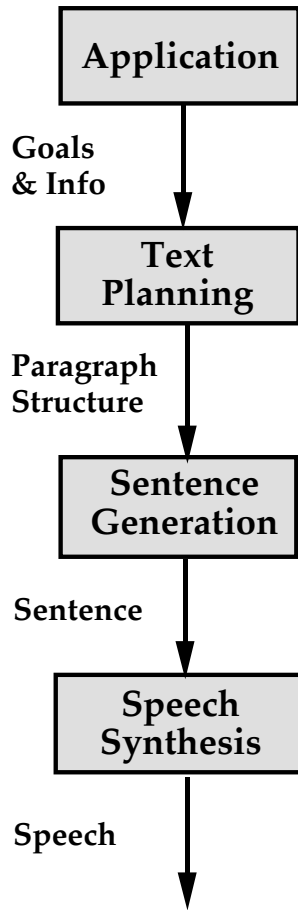 Application
Goals
& Info
Text
Planning
Paragraph
Structure
Sentence
Generation
Sentence
Speech
Synthesis
Speech